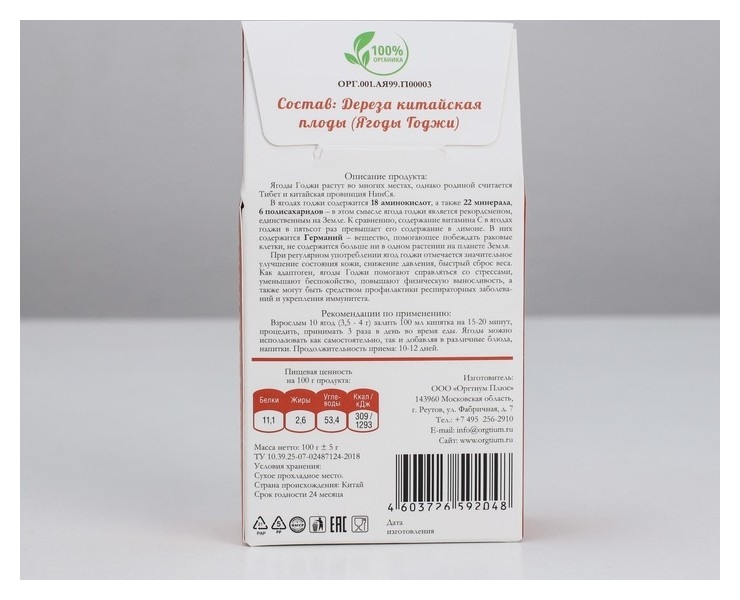 100%
ОРГАНИКА
ОРГ.001.АЯ99.П00003
Состав: Дереза китайская
плоды (Ягоды Годжи)
Описание продукта:
Ягоды Годжи растут во многих местах, однако родиной считается
Тибет и китайская провинция НинСя.
В ягодах годжи содержится 18 аминокислот, а также 22 минерала,
6 полисахаридов – в этом смысле ягода годжи является рекордсменом,
единственным на Земле. К сравнению, содержание витамина С в ягодах
годжи в пятьсот раз превышает его содержание в лимоне. В них
содержится Германий – вещество, помогающее побеждать раковые
клетки, не содержится больше ни в одном растении на планете Земля.
При регулярном употреблении ягод годжи отмечается значительное
улучшение состояния кожи, снижение давления, быстрый сброс веса.
Как адаптоген, ягоды Годжи помогают справляться со стрессами,
уменьшают беспокойство, повышают физическую выносливость, а
также могут быть средством профилактики респираторных заболева-
ний и укрепления иммунитета.
Рекомендации по применению:
Взрослым 10 ягод (3,5 - 4 г) залить 100 мл кипятка на 15-20 минут,
процедить, принимать 3 раза в день во время еды. Ягоды можно
использовать как самостоятельно, так и добавляя в различные блюда,
напитки. Продолжительность приема: 10-12 дней.
Пищевая ценность
на 100 г продукта:
Белки Жиры Угле-
воды Ккал /
кДж
11,1 2,6 53,4 309 /
1293
Масса нетто: 100 г ± 5 г
ТУ 10.39.25-07-02487124-2018
Условия хранения:
Сухое прохладное место.
Страна происхождения: Китай
Срок годности 24 месяца
Изготовитель:
ООО «Оргтиум Плюс»
143960 Московская область,
г. Реутов, ул. Фабричная, д. 7
Тел.: +7 495 256-2910
E-mail: info@orgtium.ru
Сайт: www.orgtium.ru
4 603726 592048
PAP
5
PP
EAC
Дата
изготовления